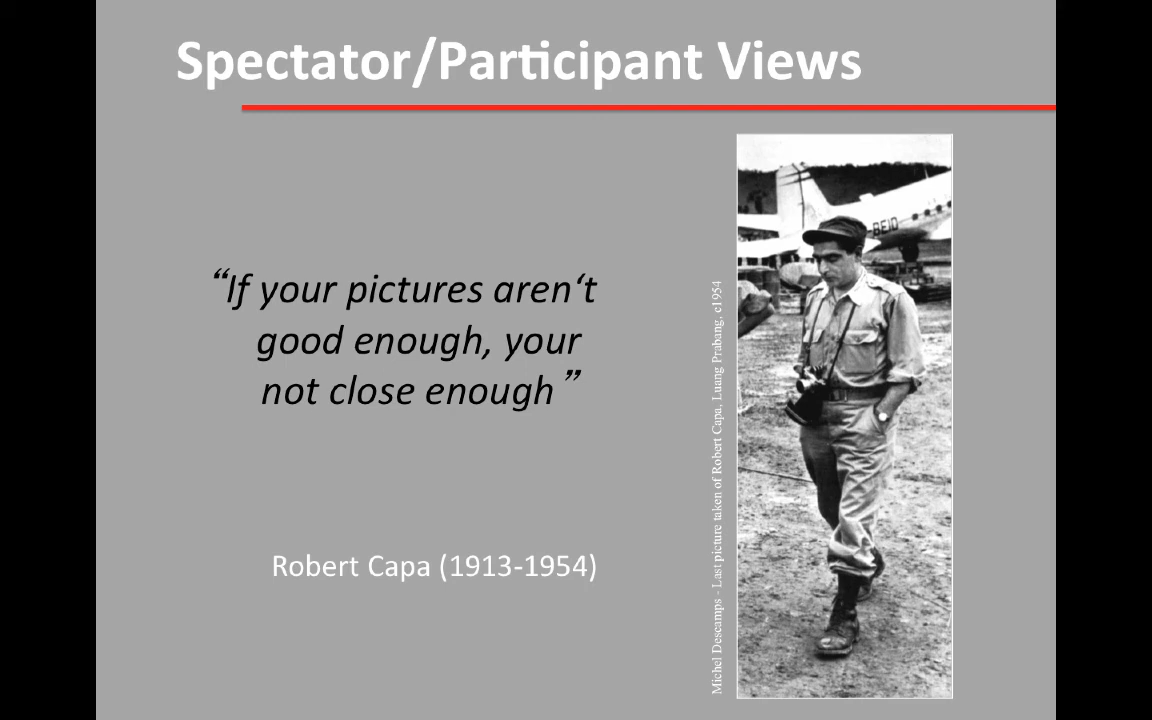 Spectator/Participant Views
“If your pictures aren‘t
good enough, your
not close enough”
Robert Capa (1913-1954)
Michel Descamps - Last picture taken of Robert Capa, Luang Prabang, c1954
BEID